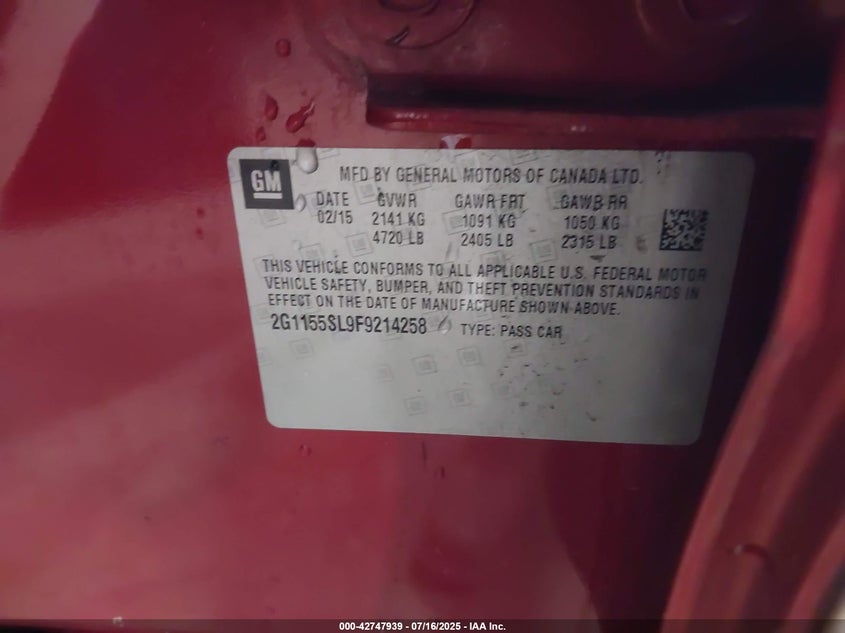 GM
MFD BY GENERAL MOTORS OF CANADA LTD.
DATE GVWR GAWR FRT GAWR RR
02/15 2141 KG 1091 KG 1050 KG
4720 LB 2405 LB 2315 LB
THIS VEHICLE CONFORMS TO ALL APPLICABLE U.S. FEDERAL MOTOR
VEHICLE SAFETY, BUMPER, AND THEFT PREVENTION STANDARDS IN
EFFECT ON THE DATE OF MANUFACTURE SHOWN ABOVE.
2G1155SL9F9214258 TYPE: PASS CAR
000-42747939 - 07/16/2025 - IAA Inc.